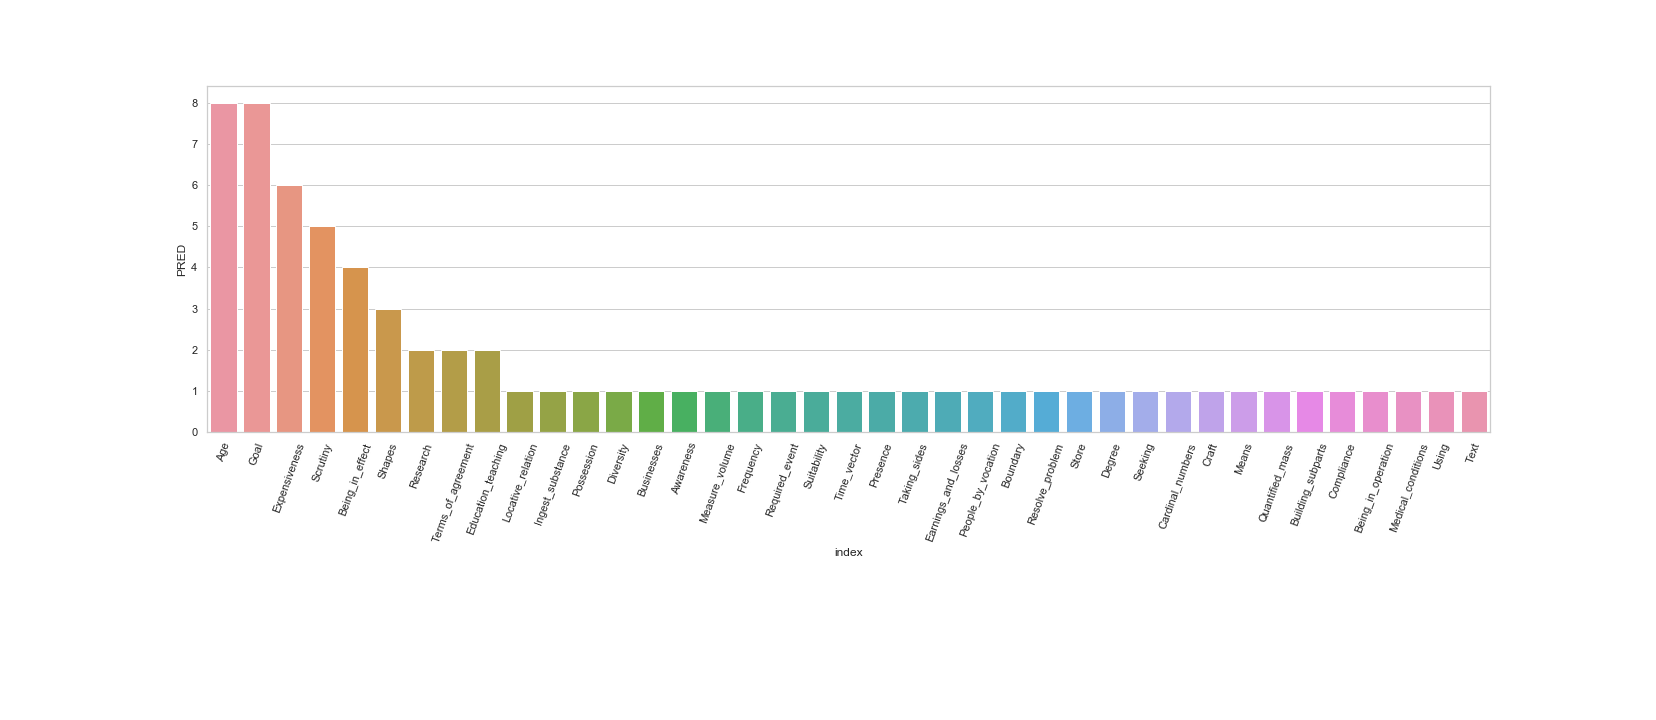 8
7
6
5
4
3
2
1
0
PRED
Age
Goal
Expensiveness
Scrutiny
Being_in_effect
Shapes
Research
Terms_of_agreement
Education_teaching
Locative_relation
Ingest_substance
Possession
Diversity
Businesses
Awareness
Measure_volume
Frequency
Required_event
Suitability
Time_vector
Presence
Taking_sides
Earnings_and_losses
People_by_vocation
Boundary
Resolve_problem
Store
Degree
Seeking
Cardinal_numbers
Craft
Means
Quantified_mass
Building_subparts
Compliance
Being_in_operation
Medical_conditions
Using
Text
index